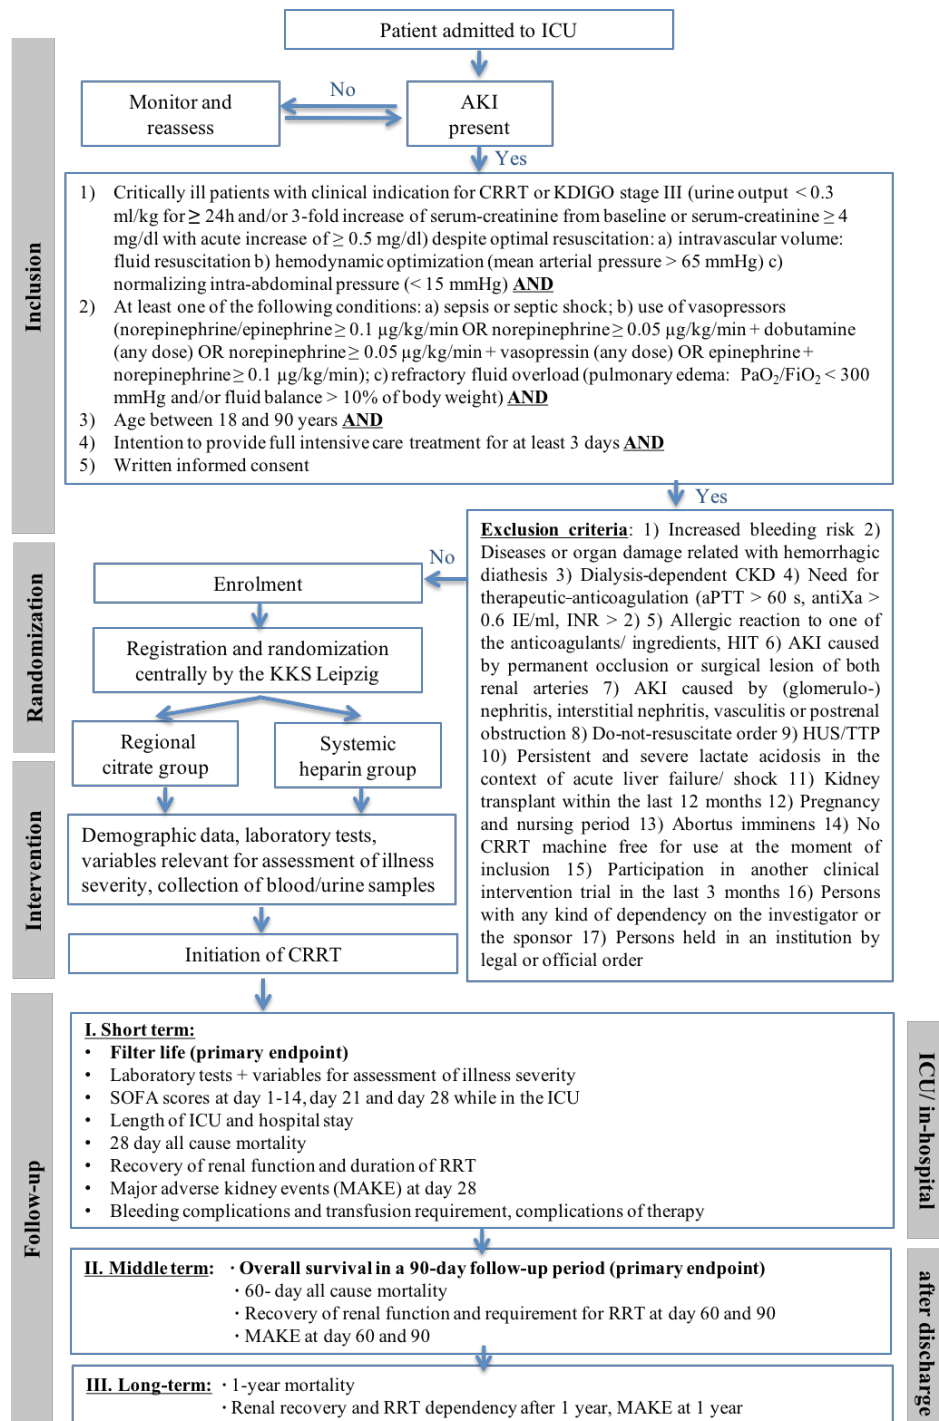 Patient admitted to ICU
Inclusion
Monitor and
reassess
No
AKI
present
Yes
1) Critically ill patients with clinical indication for CRRT or KDIGO stage III (urine output < 0.3
ml/kg for ≥ 24h and/or 3-fold increase of serum-creatinine from baseline or serum-creatinine ≥ 4
mg/dl with acute increase of ≥ 0.5 mg/dl) despite optimal resuscitation: a) intravascular volume:
fluid resuscitation b) hemodynamic optimization (mean arterial pressure > 65 mmHg) c)
normalizing intra-abdominal pressure (< 15 mmHg) AND
2) At least one of the following conditions: a) sepsis or septic shock; b) use of vasopressors
(norepinephrine/epinephrine ≥ 0.1 µg/kg/min OR norepinephrine ≥ 0.05 µg/kg/min + dobutamine
(any dose) OR norepinephrine ≥ 0.05 µg/kg/min + vasopressin (any dose) OR epinephrine +
norepinephrine ≥ 0.1 µg/kg/min); c) refractory fluid overload (pulmonary edema: PaO2/FiO2 < 300
mmHg and/or fluid balance > 10% of body weight) AND
3) Age between 18 and 90 years AND
4) Intention to provide full intensive care treatment for at least 3 days AND
5) Written informed consent
Yes
Exclusion criteria: 1) Increased bleeding risk 2)
Diseases or organ damage related with hemorrhagic
diathesis 3) Dialysis-dependent CKD 4) Need for
therapeutic-anticoagulation (aPTT > 60 s, antiXa >
0.6 IE/ml, INR > 2) 5) Allergic reaction to one of
the anticoagulants/ ingredients, HIT 6) AKI caused
by permanent occlusion or surgical lesion of both
renal arteries 7) AKI caused by (glomerulo-)
nephritis, interstitial nephritis, vasculitis or postrenal
obstruction 8) Do-not-resuscitate order 9) HUS/TTP
10) Persistent and severe lactate acidosis in the
context of acute liver failure/ shock 11) Kidney
transplant within the last 12 months 12) Pregnancy
and nursing period 13) Abortus imminens 14) No
CRRT machine free for use at the moment of
inclusion 15) Participation in another clinical
intervention trial in the last 3 months 16) Persons
with any kind of dependency on the investigator or
the sponsor 17) Persons held in an institution by
legal or official order
No
Randomization
Enrolment
Registration and randomization
centrally by the KKS Leipzig
Regional
citrate group
Systemic
heparin group
Intervention
Demographic data, laboratory tests,
variables relevant for assessment of illness
severity, collection of blood/urine samples
Initiation of CRRT
Follow-up
I. Short term:
• Filter life (primary endpoint)
• Laboratory tests + variables for assessment of illness severity
• SOFA scores at day 1-14, day 21 and day 28 while in the ICU
• Length of ICU and hospital stay
• 28 day all cause mortality
• Recovery of renal function and duration of RRT
• Major adverse kidney events (MAKE) at day 28
• Bleeding complications and transfusion requirement, complications of therapy
ICU/ in-hospital
II. Middle term: · Overall survival in a 90-day follow-up period (primary endpoint)
· 60- day all cause mortality
· Recovery of renal function and requirement for RRT at day 60 and 90
· MAKE at day 60 and 90
after discharge
III. Long-term: · 1-year mortality
· Renal recovery and RRT dependency after 1 year, MAKE at 1 year